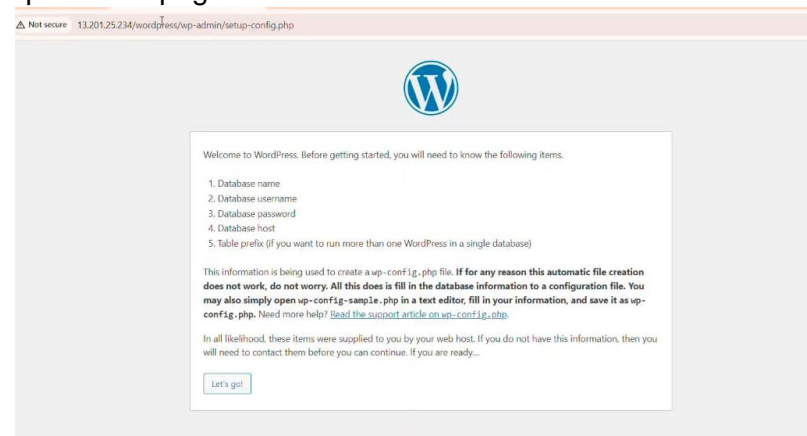 Not secure 13.201.25.234/wordpress/wp-admin/setup-config.php
Welcome to WordPress. Before getting started, you will need to know the following items.
1. Database name
2. Database username
3. Database password
4. Database host
5. Table prefix (if you want to run more than one WordPress in a single database)
This information is being used to create a wp-config.php file. If for any reason this automatic file creation
does not work, do not worry. All this does is fill in the database information to a configuration file. You
may also simply open wp-config-sample.php in a text editor, fill in your information, and save it as wp-
config.php. Need more help? Read the support article on wp-config.php.
In all likelihood, these items were supplied to you by your web host. If you do not have this information, then you
will need to contact them before you can continue. If you are ready...
Let's go!